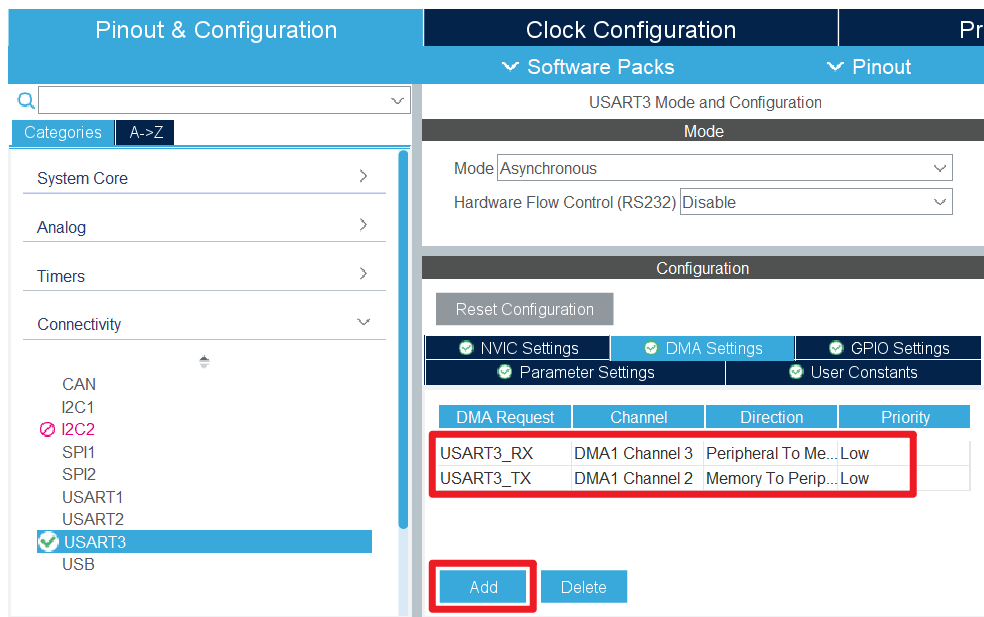 Pinout & Configuration
Clock Configuration
Pr
Software Packs
Pinout
Categories
A->Z
System Core
Analog
Timers
Connectivity
CAN
I2C1
I2C2
SPI1
SPI2
USART1
USART2
USART3
USB
USART3 Mode and Configuration
Mode
Mode Asynchronous
Hardware Flow Control (RS232) Disable
Configuration
Reset Configuration
NVIC Settings
DMA Settings
GPIO Settings
Parameter Settings
User Constants
DMA Request Channel Direction Priority
USART3_RX DMA1 Channel 3 Peripheral To Me... Low
USART3_TX DMA1 Channel 2 Memory To Perip... Low
Add
Delete